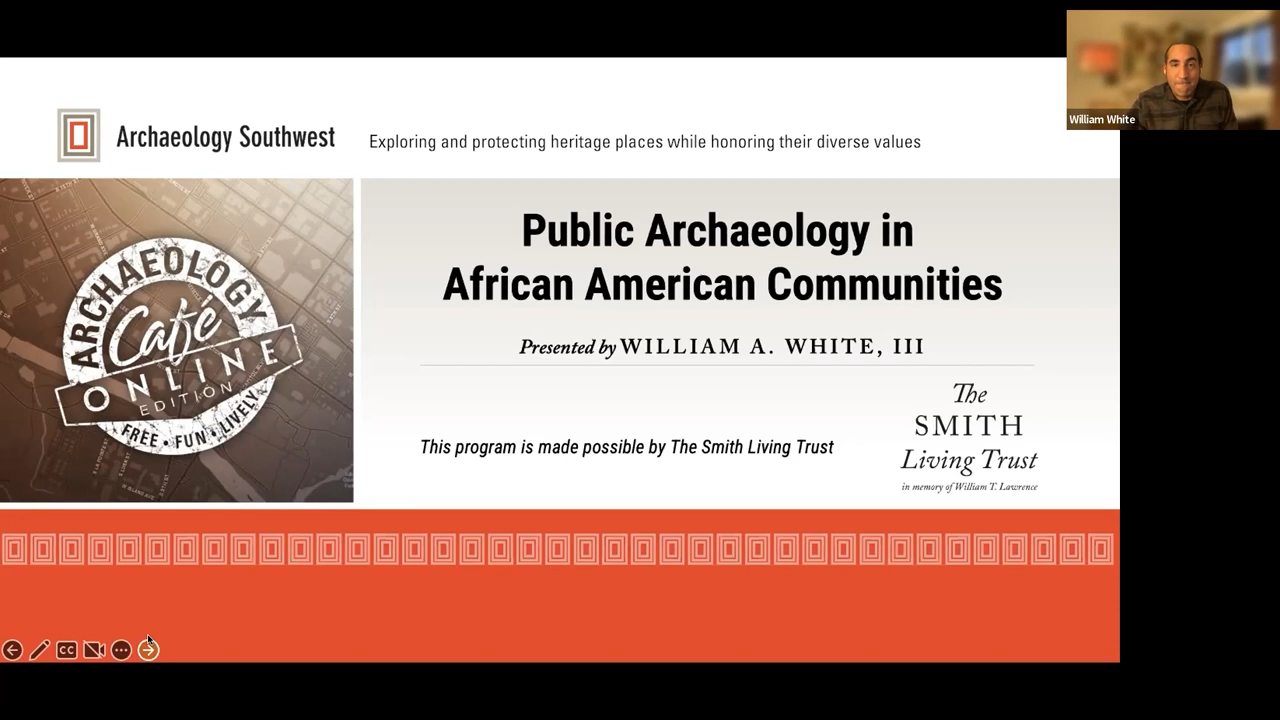 William White
Archaeology Southwest
Exploring and protecting heritage places while honoring their diverse values
ARCHAEOLOGY
Café
ONLINE
EDITION
FREE • FUN • LIVELY
Public Archaeology in
African American Communities
Presented by WILLIAM A. WHITE, III
This program is made possible by The Smith Living Trust
The
SMITH
Living Trust
in memory of William T. Lawrence
CC